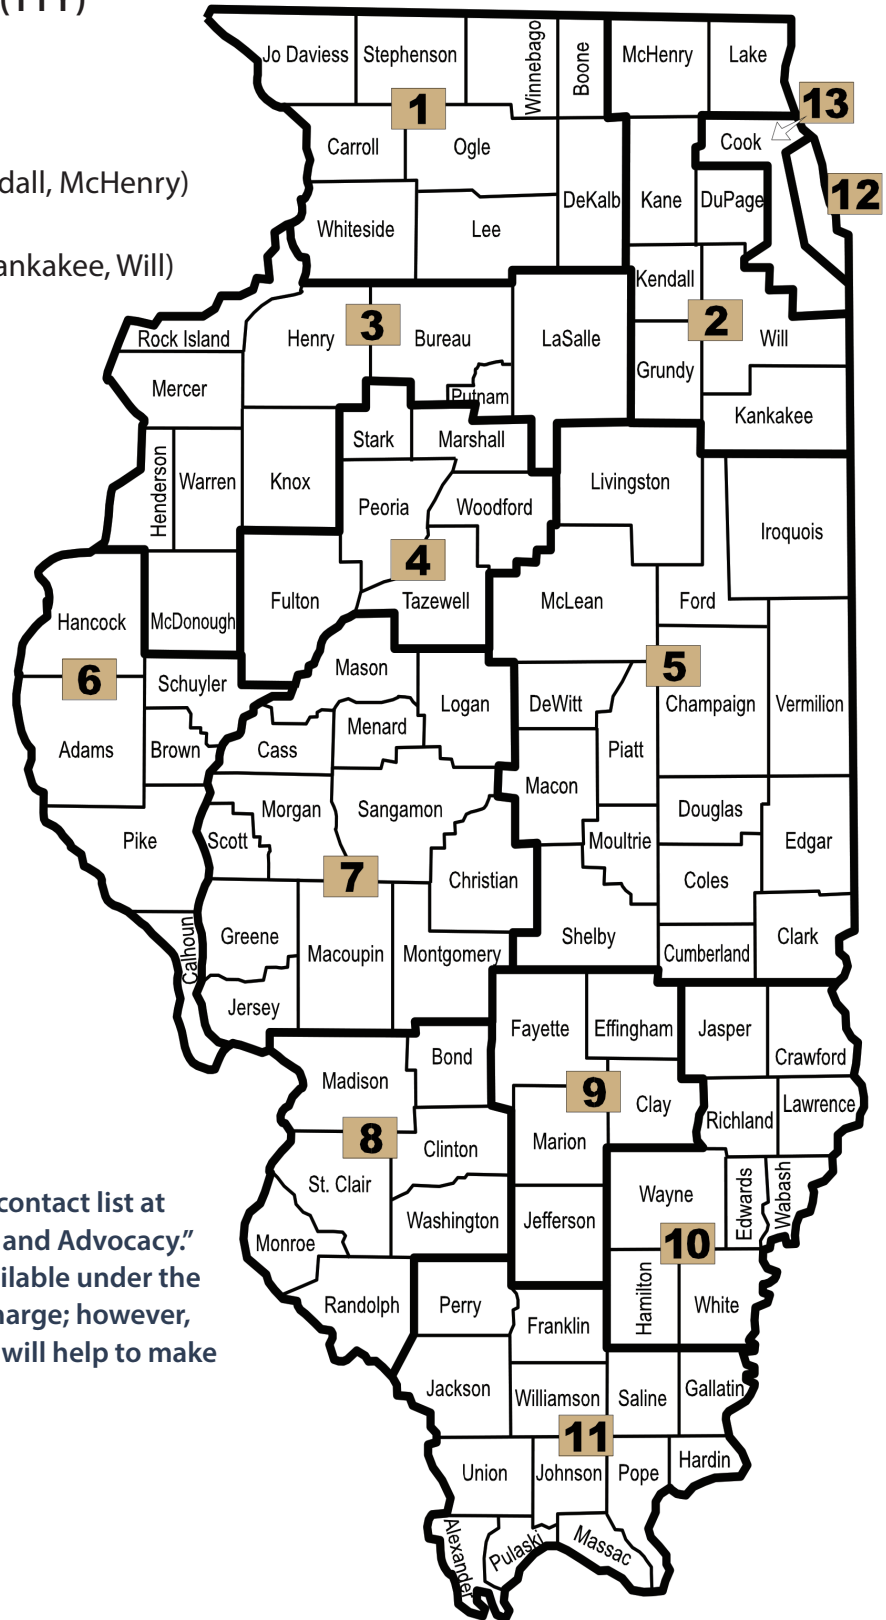 (TTY)
Jo Daviess
Stephenson
Winnebago
Boone
McHenry
Lake
1
13
Carroll
Ogle
Cook
dall, McHenry)
DeKalb
Kane
DuPage
12
Whiteside
Lee
ankakee, Will)
Kendall
3
2
Rock Island
Henry
Bureau
LaSalle
Will
Grundy
Mercer
Putnam
Kankakee
Stark
Marshall
Henderson
Warren
Knox
Peoria
Woodford
Livingston
Iroquois
4
Hancock
McDonough
Fulton
Tazewell
McLean
Ford
6
Schuyler
Mason
5
Logan
DeWitt
Champaign
Vermilion
Adams
Brown
Cass
Menard
Piatt
Macon
Morgan
Sangamon
Douglas
Pike
Scott
Moultrie
Edgar
7
Christian
Coles
Calhoun
Greene
Macoupin
Montgomery
Shelby
Cumberland
Clark
Jersey
Fayette
Effingham
Jasper
Crawford
Madison
Bond
9
Clay
Richland
Lawrence
8
Clinton
Marion
contact list at
St. Clair
Wayne
Edwards
Wabash
and Advocacy.”
Monroe
Washington
Jefferson
10
ilable under the
harge; however,
Randolph
Perry
Franklin
Hamilton
White
will help to make
Jackson
Williamson
Saline
Gallatin
11
Union
Johnson
Pope
Hardin
Alexander
Pulaski
Massac